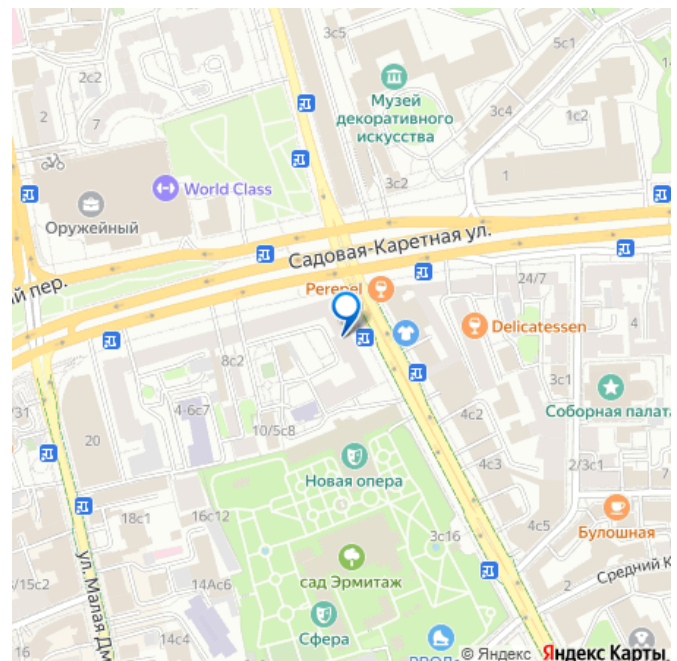 3с5
5с1
2с2
Музей
декоративного
искусства
3с4
1с2
2
7
3с2
1
World Class
Оружейный
Садовая-Каретная ул.
й пер.
24/7
Perepel
Delicatessen
4
8с2
3с1
4-6с7
Соборная палата
/31
4с2
20
10/5с8
4с3
2/3с1
7
Новая опера
18с1
16с12
4с5
3с16
Булошная
ул. Малая Дм
/15с2
14Ас6
сад Эрмитаж
2
Средний К
Сфера
14с4
© Яндекс Яндекс Карты